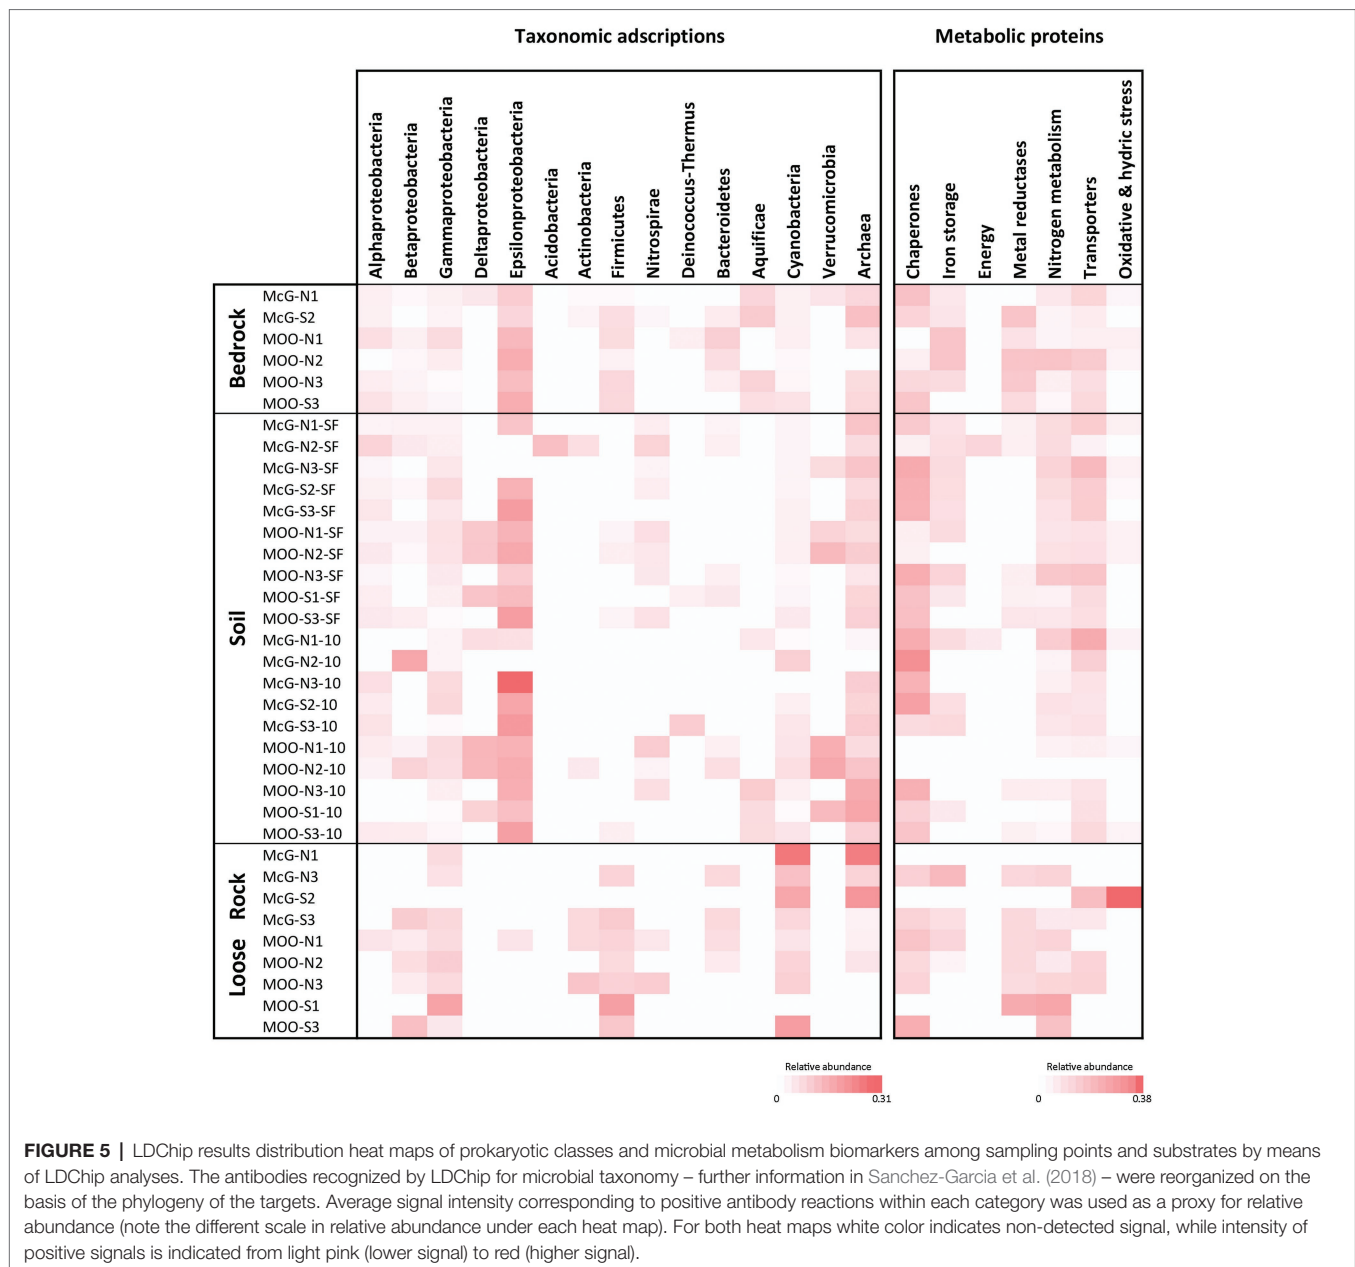 Taxonomic adscriptions
Metabolic proteins
Alphaproteobacteria
Betaproteobacteria
Gammaproteobacteria
Deltaproteobacteria
Epsilonproteobacteria
Acidobacteria
Actinobacteria
Firmicutes
Nitrospirae
Deinococcus-Thermus
Bacteroidetes
Aquificae
Cyanobacteria
Verrucomicrobia
Archaea
Chaperones
Iron storage
Energy
Metal reductases
Nitrogen metabolism
Transporters
Oxidative & hydric stress
Bedrock
McG-N1
McG-S2
MOO-N1
MOO-N2
MOO-N3
MOO-S3
Soil
McG-N1-SF
McG-N2-SF
McG-N3-SF
McG-S2-SF
McG-S3-SF
MOO-N1-SF
MOO-N2-SF
MOO-N3-SF
MOO-S1-SF
MOO-S3-SF
McG-N1-10
McG-N2-10
McG-N3-10
McG-S2-10
McG-S3-10
MOO-N1-10
MOO-N2-10
MOO-N3-10
MOO-S1-10
MOO-S3-10
Loose Rock
McG-N1
McG-N3
McG-S2
McG-S3
MOO-N1
MOO-N2
MOO-N3
MOO-S1
MOO-S3
Relative abundance
0 0.31
Relative abundance
0 0.38
FIGURE 5 | LDChip results distribution heat maps of prokaryotic classes and microbial metabolism biomarkers among sampling points and substrates by means
of LDChip analyses. The antibodies recognized by LDChip for microbial taxonomy – further information in Sanchez-Garcia et al. (2018) – were reorganized on the
basis of the phylogeny of the targets. Average signal intensity corresponding to positive antibody reactions within each category was used as a proxy for relative
abundance (note the different scale in relative abundance under each heat map). For both heat maps white color indicates non-detected signal, while intensity of
positive signals is indicated from light pink (lower signal) to red (higher signal).